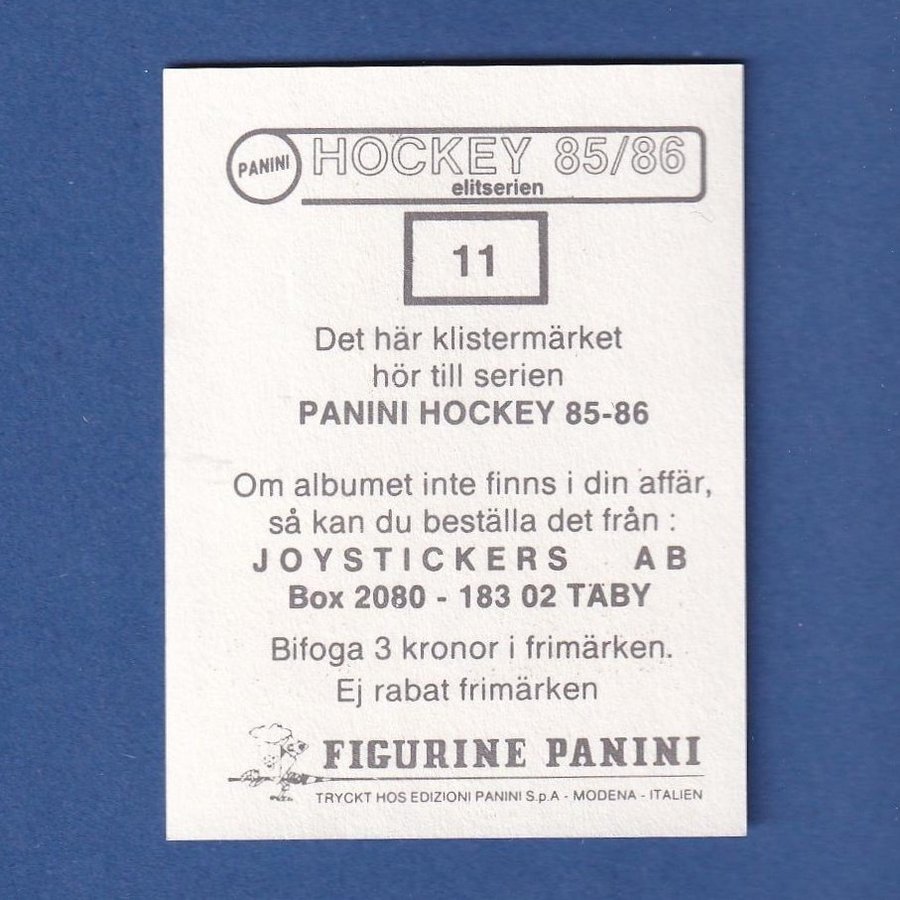 PANINI HOCKEY 85/86
elitserien
11
Det här klistermärket
hör till serien
PANINI HOCKEY 85-86
Om albumet inte finns i din affär,
så kan du beställa det från :
JOYSTICKERS AB
Box 2080 - 183 02 TÄBY
Bifoga 3 kronor i frimärken.
Ej rabat frimärken
FIGURINE PANINI
TRYCKT HOS EDIZIONI PANINI S.p.A - MODENA - ITALIEN